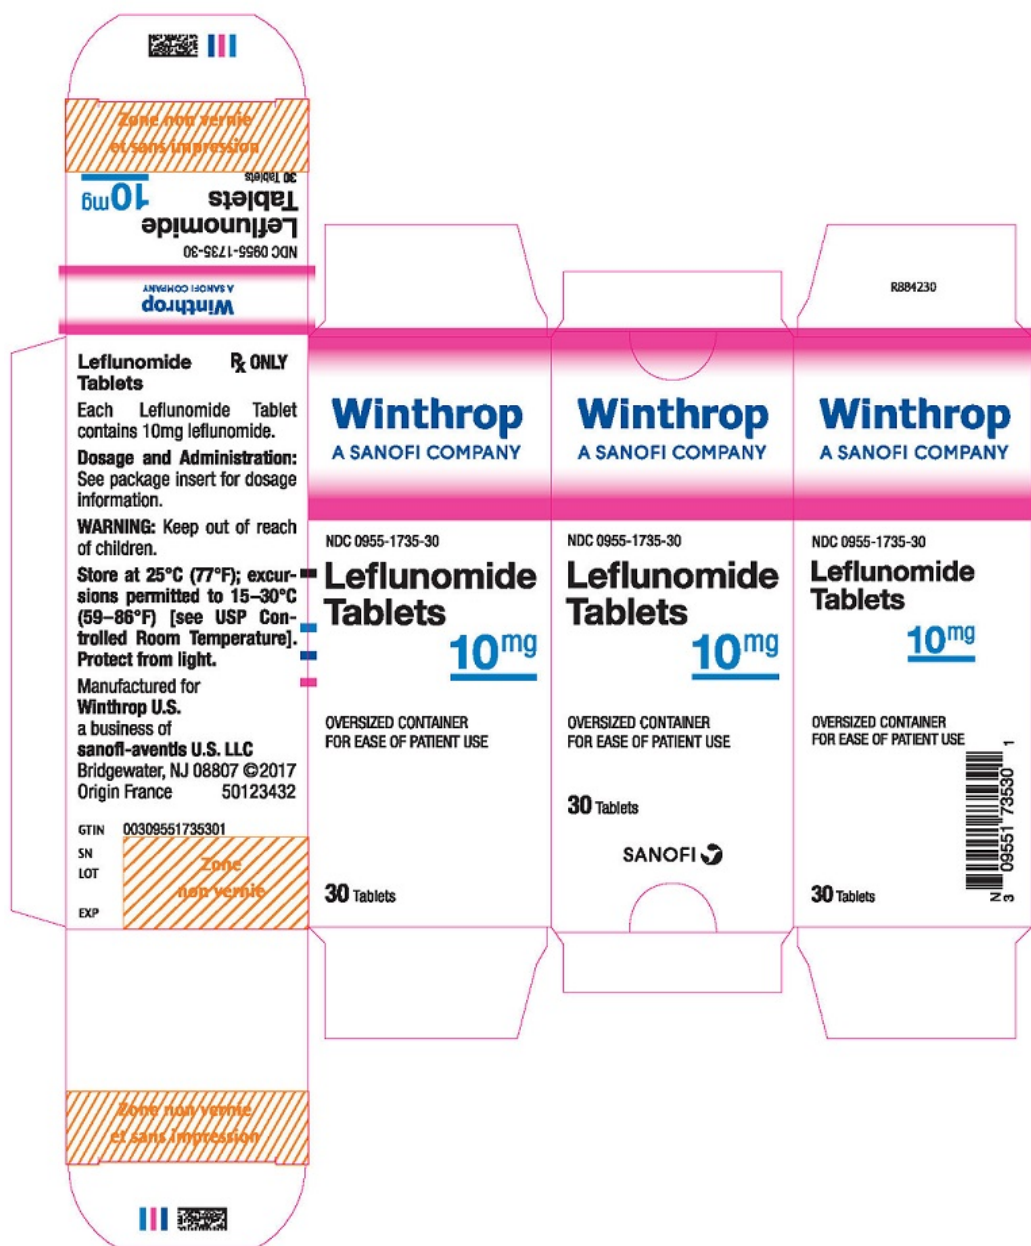 Zone non vernie
et sans impression
30 Tablets
10mg
Tablets
Leflunomide
NDC 0955-1735-30
A SANOFI COMPANY
Winthrop
Leflunomide Rx ONLY
Tablets
Each Leflunomide Tablet
contains 10mg leflunomide.
Dosage and Administration:
See package insert for dosage
information.
WARNING: Keep out of reach
of children.
Store at 25°C (77°F); excur-
sions permitted to 15–30°C
(59–86°F) [see USP Con-
trolled Room Temperature].
Protect from light.
Manufactured for
Winthrop U.S.
a business of
sanofi-aventis U.S. LLC
Bridgewater, NJ 08807 ©2017
Origin France 50123432
GTIN 00309551735301
SN
LOT
EXP
Zone
non vernie
Zone non vernie
et sans impression
Winthrop
A SANOFI COMPANY
NDC 0955-1735-30
Leflunomide
Tablets
10mg
OVERSIZED CONTAINER
FOR EASE OF PATIENT USE
30 Tablets
Winthrop
A SANOFI COMPANY
NDC 0955-1735-30
Leflunomide
Tablets
10mg
OVERSIZED CONTAINER
FOR EASE OF PATIENT USE
30 Tablets
SANOFI
R884230
Winthrop
A SANOFI COMPANY
NDC 0955-1735-30
Leflunomide
Tablets
10mg
OVERSIZED CONTAINER
FOR EASE OF PATIENT USE
30 Tablets
N
3 09551 73530 1